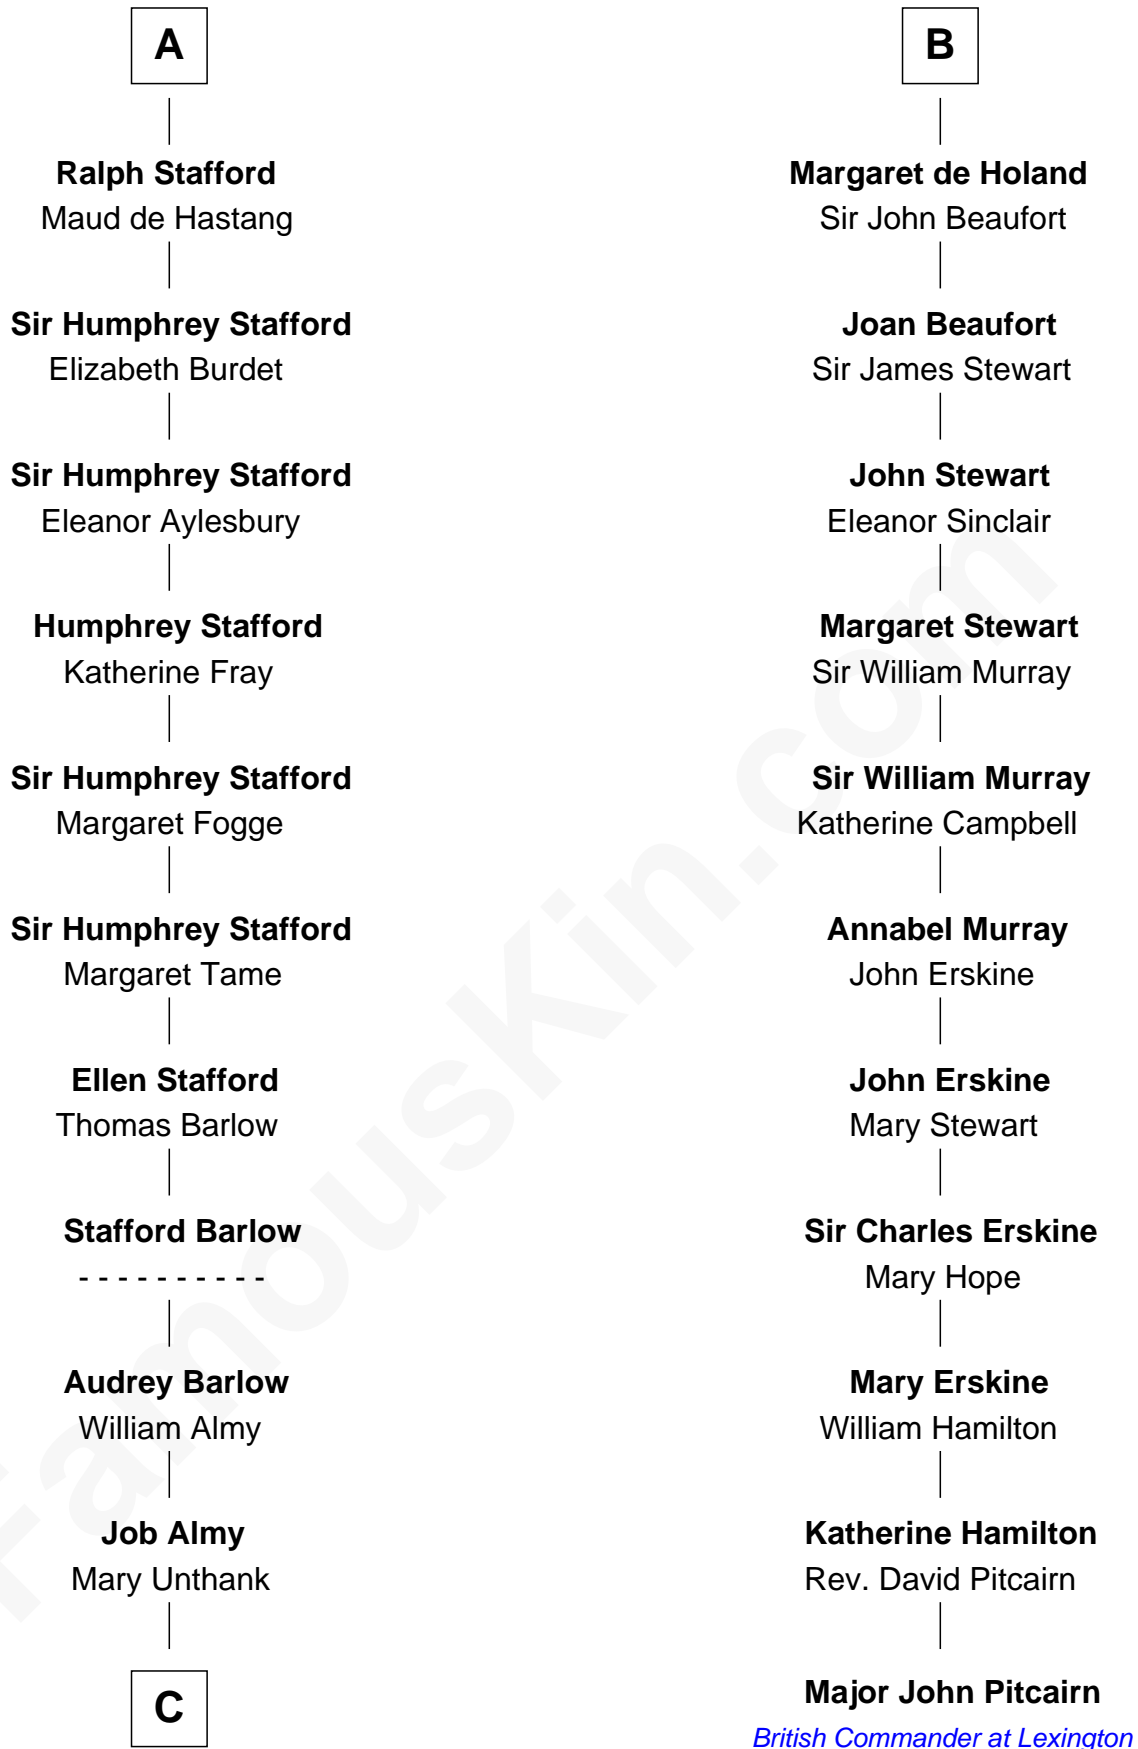 A
Ralph Stafford
Maud de Hastang
Sir Humphrey Stafford
Elizabeth Burdet
Sir Humphrey Stafford
Eleanor Aylesbury
Humphrey Stafford
Katherine Fray
Sir Humphrey Stafford
Margaret Fogge
Sir Humphrey Stafford
Margaret Tame
Ellen Stafford
Thomas Barlow
Stafford Barlow
- - - - - - - - - -
Audrey Barlow
William Almy
Job Almy
Mary Unthank
C
B
Margaret de Holand
Sir John Beaufort
Joan Beaufort
Sir James Stewart
John Stewart
Eleanor Sinclair
Margaret Stewart
Sir William Murray
Sir William Murray
Katherine Campbell
Annabel Murray
John Erskine
John Erskine
Mary Stewart
Sir Charles Erskine
Mary Hope
Mary Erskine
William Hamilton
Katherine Hamilton
Rev. David Pitcairn
Major John Pitcairn
British Commander at Lexington
FamousKin.com